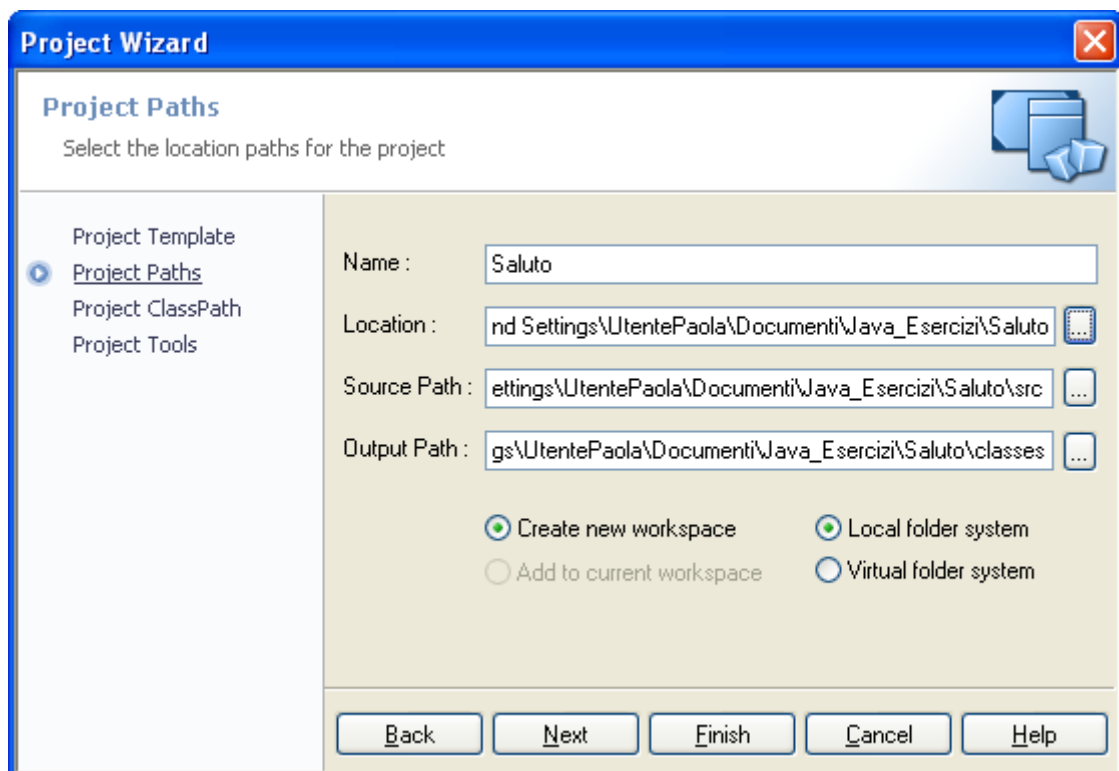 Project Wizard
Project Paths
Select the location paths for the project
Project Template
Project Paths
Project ClassPath
Project Tools
Name : Saluto
Location : nd Settings\UtentePaola\Documenti\Java_Esercizi\Saluto ...
Source Path : ettings\UtentePaola\Documenti\Java_Esercizi\Saluto\src ...
Output Path : gs\UtentePaola\Documenti\Java_Esercizi\Saluto\classes ...
Create new workspace Local folder system
Add to current workspace Virtual folder system
Back Next Finish Cancel Help